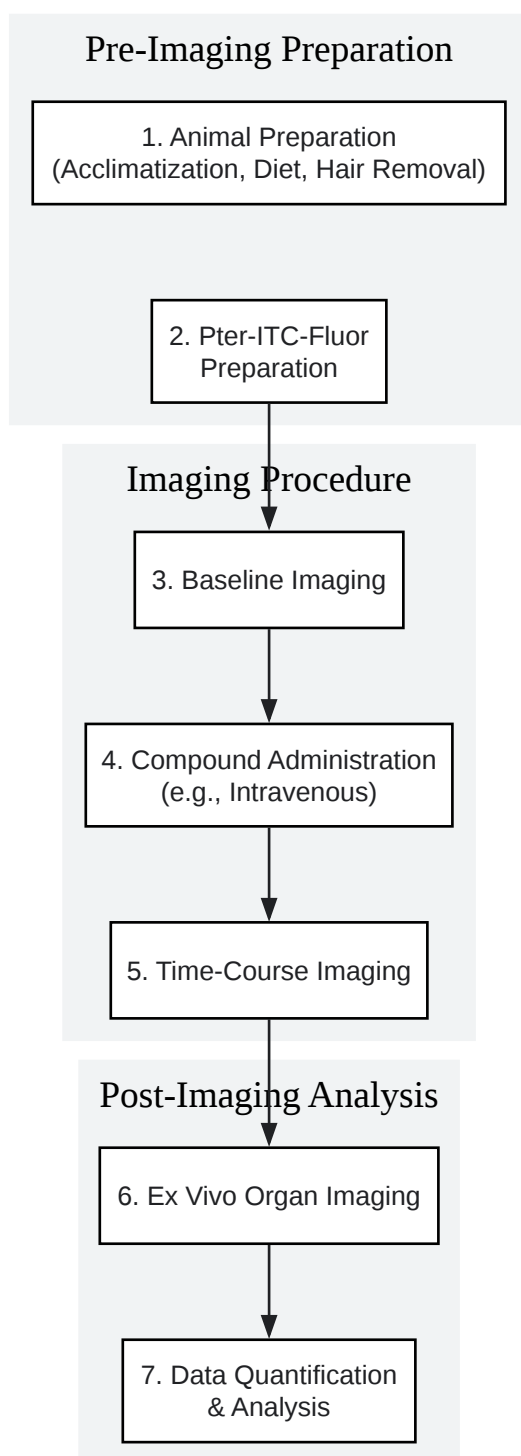 Pre-Imaging Preparation
1. Animal Preparation
(Acclimatization, Diet, Hair Removal)
2. Pter-ITC-Fluor
Preparation
Imaging Procedure
3. Baseline Imaging
4. Compound Administration
(e.g., Intravenous)
5. Time-Course Imaging
Post-Imaging Analysis
6. Ex Vivo Organ Imaging
7. Data Quantification
& Analysis